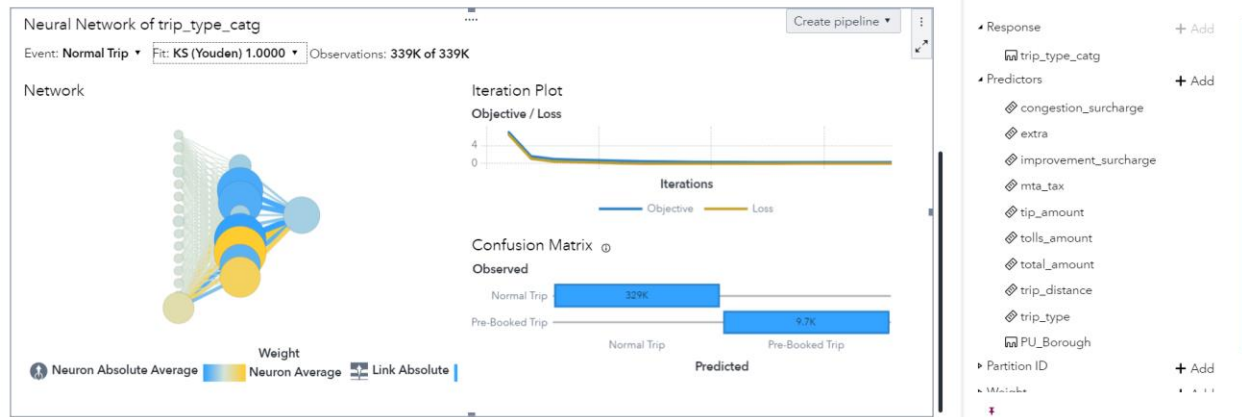 Neural Network of trip_type_catg
Create pipeline
Event: Normal Trip Fit: KS (Youden) 1.0000 Observations: 339K of 339K
Network
Iteration Plot
Objective / Loss
4
0
Iterations
Objective Loss
Confusion Matrix
Observed
Normal Trip 329K
Pre-Booked Trip 9.7K
Normal Trip Pre-Booked Trip
Predicted
Weight
Neuron Absolute Average Neuron Average Link Absolute
Response + Add
trip_type_catg
Predictors + Add
congestion_surcharge
extra
improvement_surcharge
mta_tax
tip_amount
tolls_amount
total_amount
trip_distance
trip_type
PU_Borough
Partition ID + Add